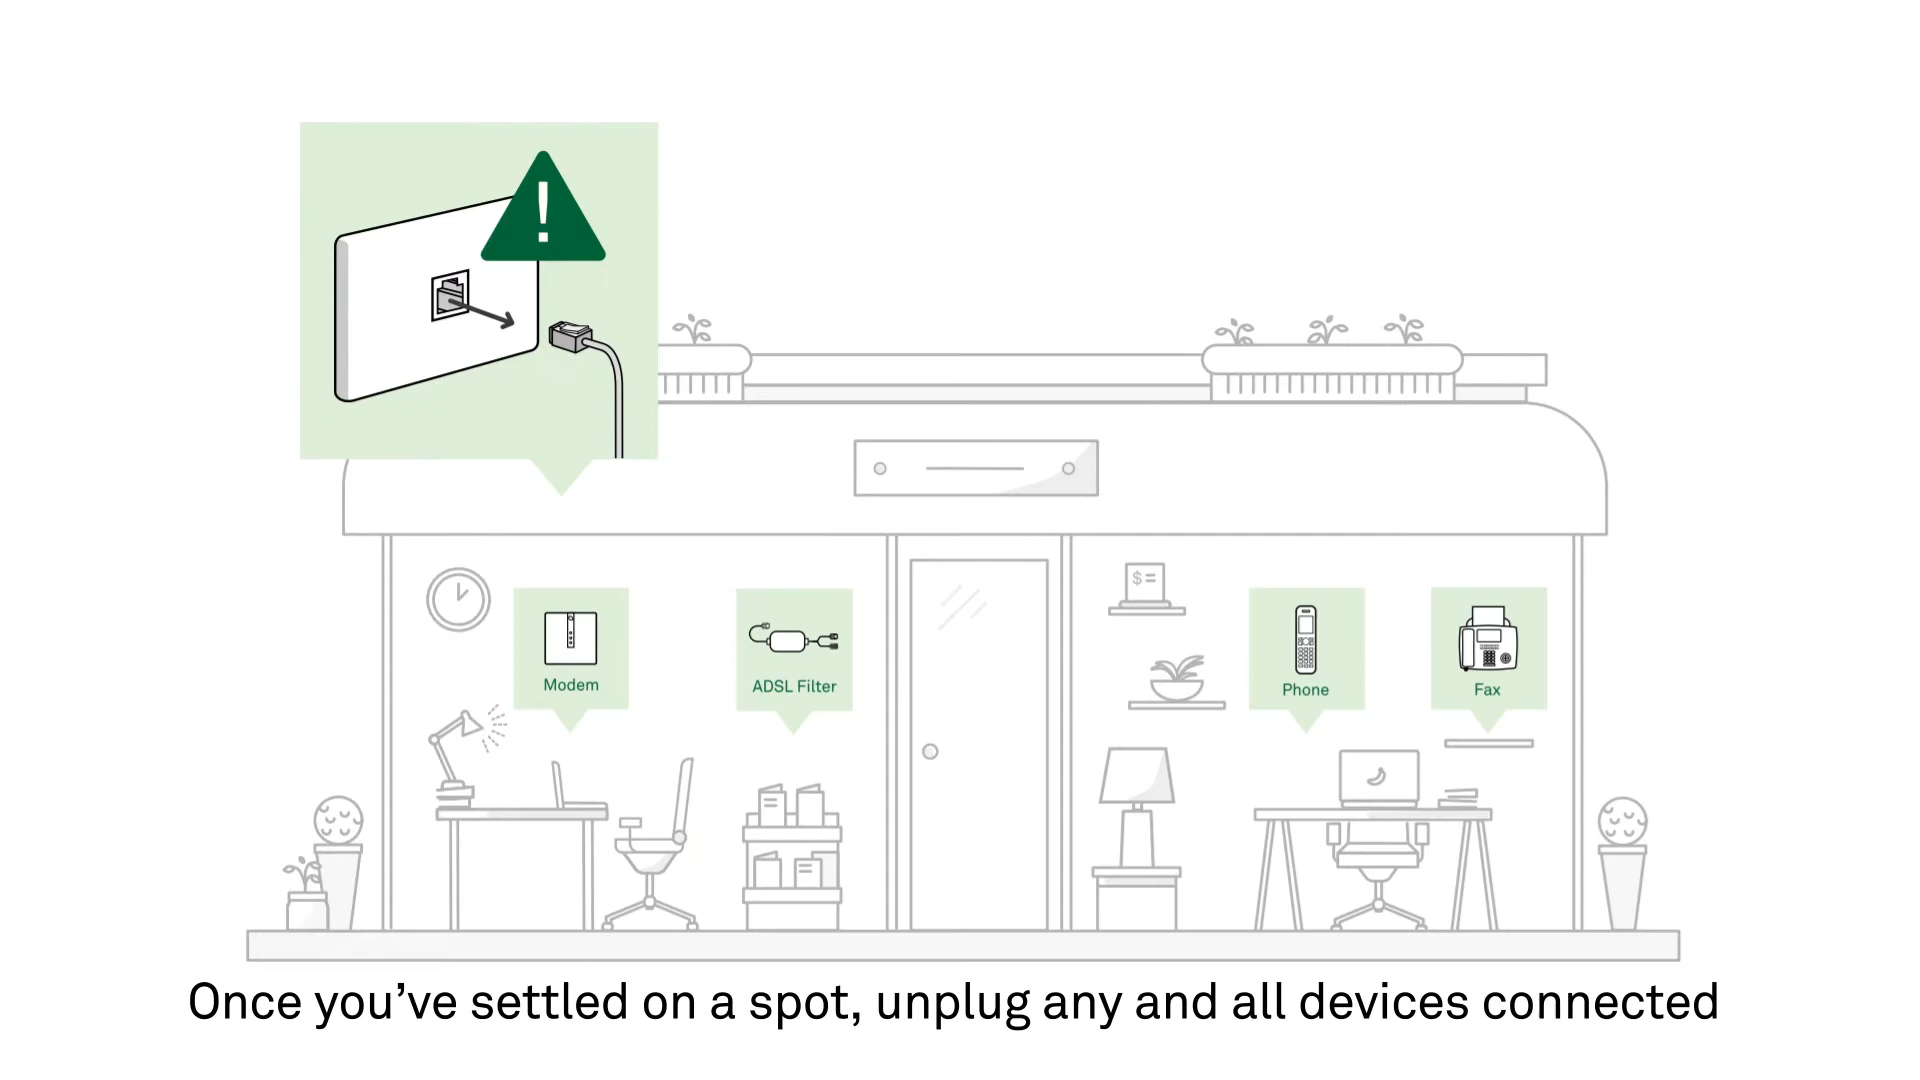 !
$=
Modem
ADSL Filter
Phone
Fax
Once you’ve settled on a spot, unplug any and all devices connected